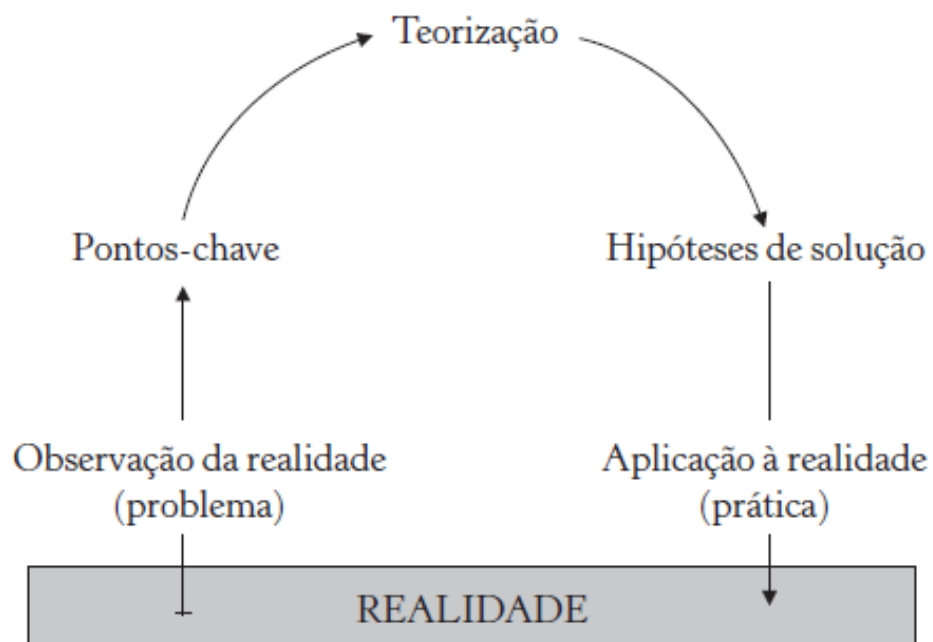 Teorização
Pontos-chave
Hipóteses de solução
Observação da realidade
(problema)
Aplicação à realidade
(prática)
REALIDADE